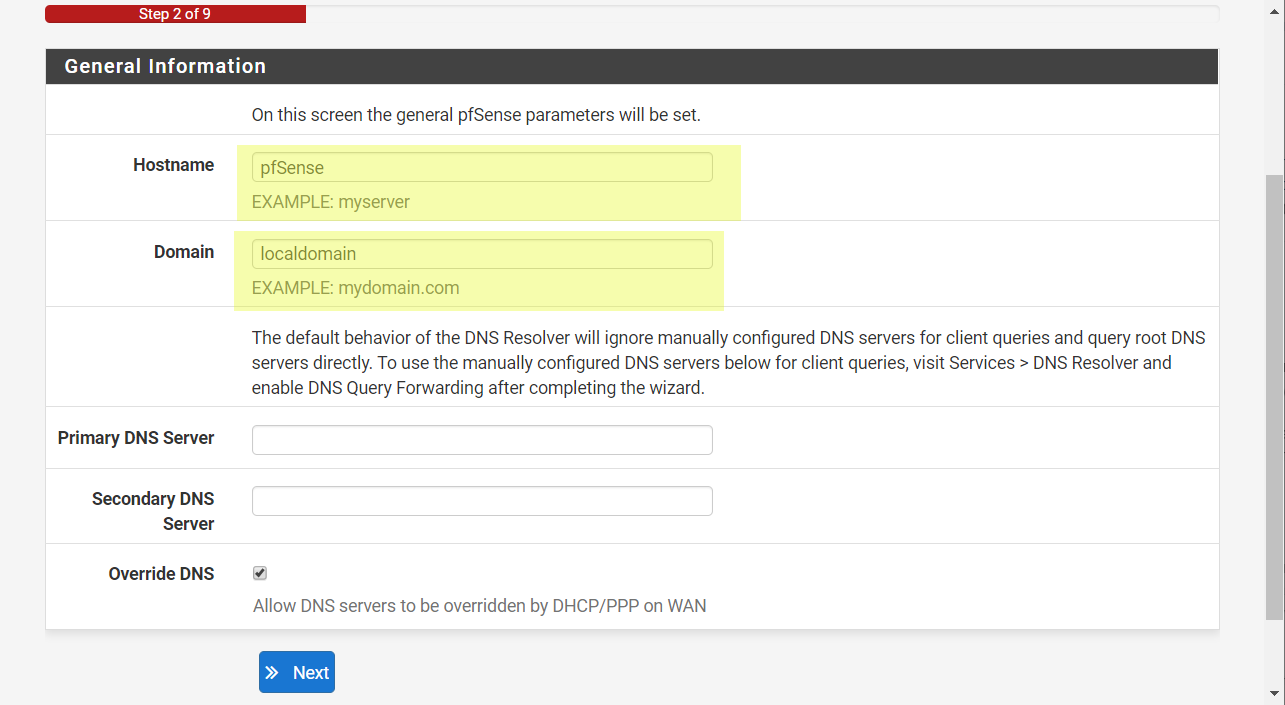 Step 2 of 9
General Information
On this screen the general pfSense parameters will be set.
Hostname
pfSense
EXAMPLE: myserver
Domain
localdomain
EXAMPLE: mydomain.com
The default behavior of the DNS Resolver will ignore manually configured DNS servers for client queries and query root DNS
servers directly. To use the manually configured DNS servers below for client queries, visit Services > DNS Resolver and
enable DNS Query Forwarding after completing the wizard.
Primary DNS Server
Secondary DNS
Server
Override DNS
Allow DNS servers to be overridden by DHCP/PPP on WAN
Next